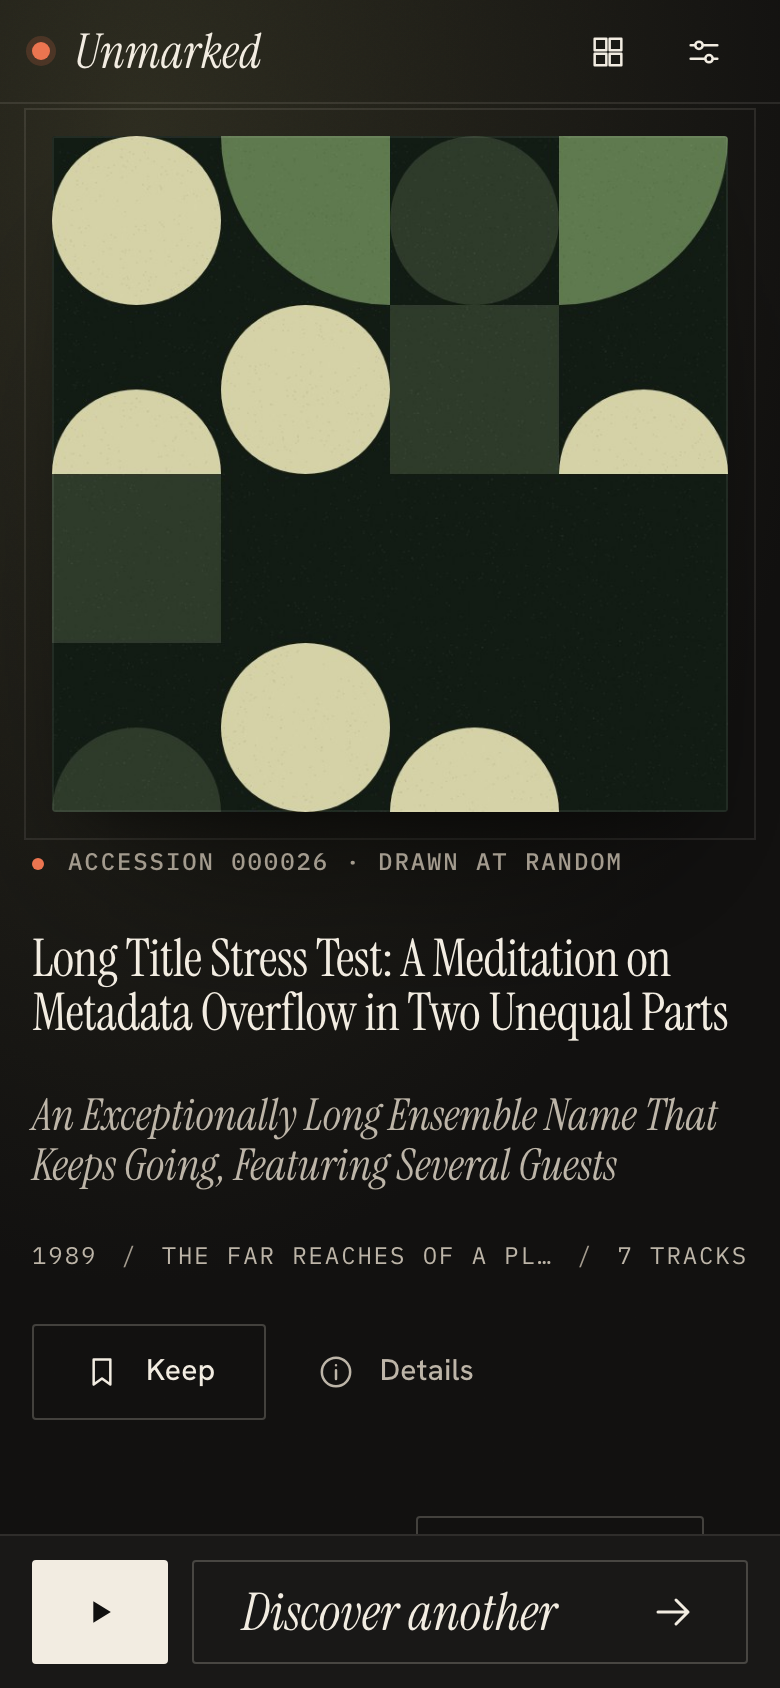 Unmarked
ACCESSION 000026 · DRAWN AT RANDOM
Long Title Stress Test: A Meditation on
Metadata Overflow in Two Unequal Parts
An Exceptionally Long Ensemble Name That
Keeps Going, Featuring Several Guests
1989 / THE FAR REACHES OF A PL… / 7 TRACKS
Keep
Details
Discover another